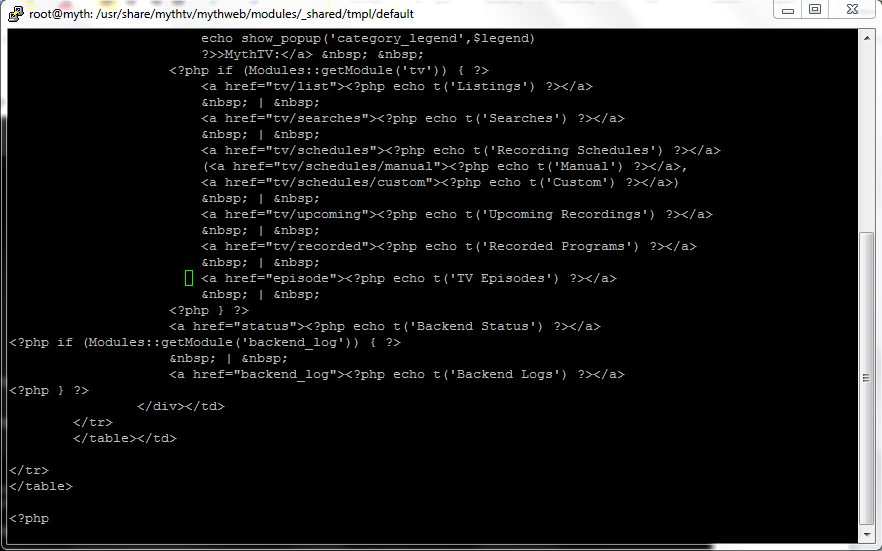 root@myth: /usr/share/mythtv/mythweb/modules/_shared/tmpl/default
echo show_popup('category_legend',$legend)
?>>MythTV:</a> &nbsp; &nbsp;
<?php if (Modules::getModule('tv')) { ?>
<a href="tv/list"><?php echo t('Listings') ?></a>
&nbsp; | &nbsp;
<a href="tv/searches"><?php echo t('Searches') ?></a>
&nbsp; | &nbsp;
<a href="tv/schedules"><?php echo t('Recording Schedules') ?></a>
(<a href="tv/schedules/manual"><?php echo t('Manual') ?></a>,
<a href="tv/schedules/custom"><?php echo t('Custom') ?></a>)
&nbsp; | &nbsp;
<a href="tv/upcoming"><?php echo t('Upcoming Recordings') ?></a>
&nbsp; | &nbsp;
<a href="tv/recorded"><?php echo t('Recorded Programs') ?></a>
&nbsp; | &nbsp;
<a href="episode"><?php echo t('TV Episodes') ?></a>
&nbsp; | &nbsp;
<?php } ?>
<a href="status"><?php echo t('Backend Status') ?></a>
<?php if (Modules::getModule('backend_log')) { ?>
&nbsp; | &nbsp;
<a href="backend_log"><?php echo t('Backend Logs') ?></a>
<?php } ?>
</div></td>
</tr>
</table></td>
</tr>
</table>
<?php